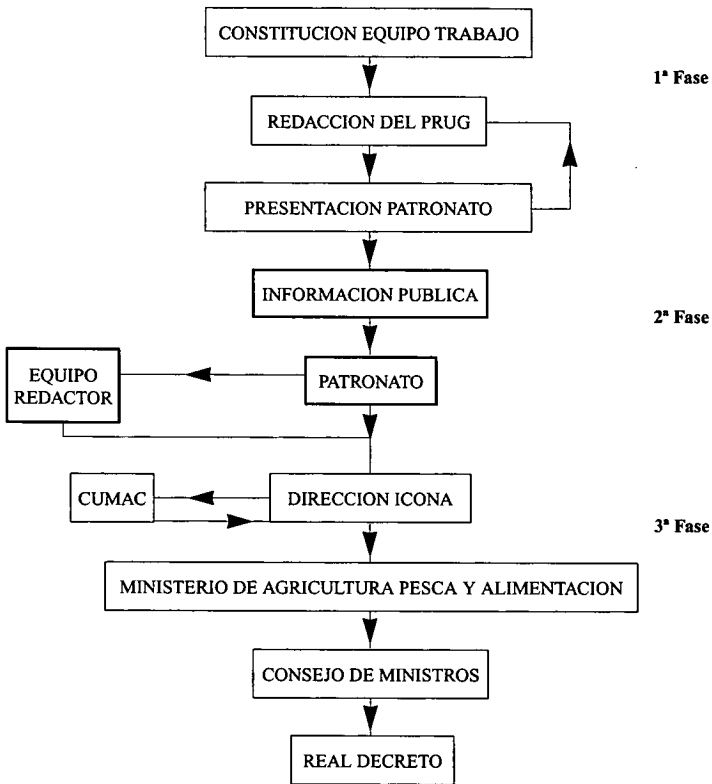 CONSTITUCION EQUIPO TRABAJO
1ª Fase
REDACCION DEL PRUG
PRESENTACION PATRONATO
INFORMACION PUBLICA
2ª Fase
EQUIPO
REDACTOR
PATRONATO
CUMAC
DIRECCION ICONA
3ª Fase
MINISTERIO DE AGRICULTURA PESCA Y ALIMENTACION
CONSEJO DE MINISTROS
REAL DECRETO